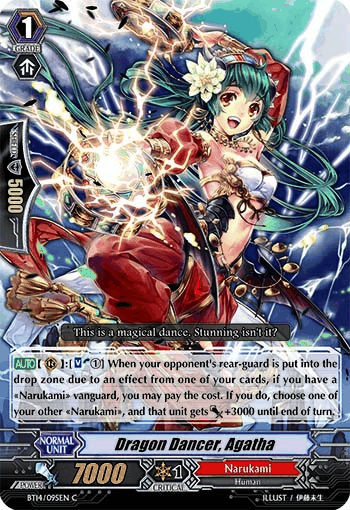 1
GRADE
SHIELD
5000
This is a magical dance. Stunning isn't it?
AUTO [ R ]:[ V ①] When your opponent's rear-guard is put into the
drop zone due to an effect from one of your cards, if you have a
«Narukami» vanguard, you may pay the cost. If you do, choose one of
your other «Narukami», and that unit gets +3000 until end of turn.
NORMAL UNIT
Dragon Dancer, Agatha
POWER
7000
1
CRITICAL
Narukami
Human
BT14/095EN C
ILLUST / 伊藤未生